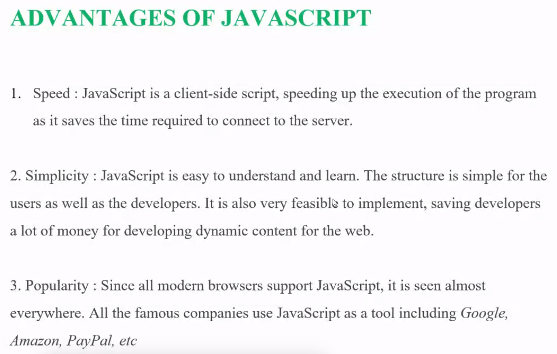 ADVANTAGES OF JAVASCRIPT
1. Speed : JavaScript is a client-side script, speeding up the execution of the program
as it saves the time required to connect to the server.
2. Simplicity : JavaScript is easy to understand and learn. The structure is simple for the
users as well as the developers. It is also very feasible to implement, saving developers
a lot of money for developing dynamic content for the web.
3. Popularity : Since all modern browsers support JavaScript, it is seen almost
everywhere. All the famous companies use JavaScript as a tool including Google,
Amazon, PayPal, etc